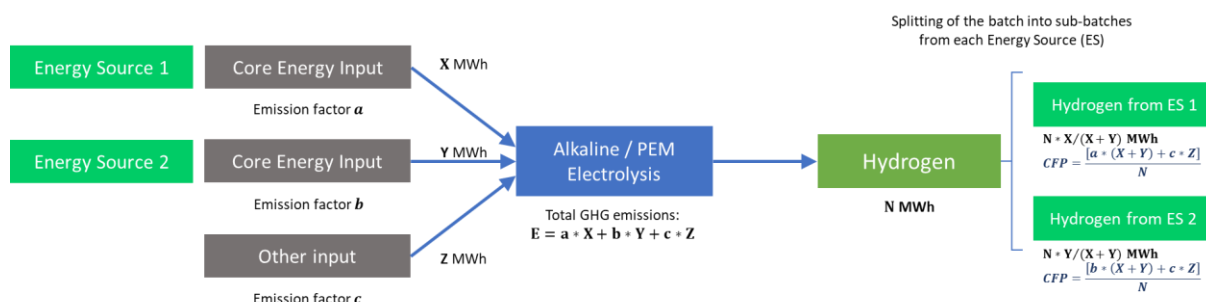 Splitting of the batch into sub-batches
from each Energy Source (ES)
Energy Source 1
Core Energy Input
X MWh
Emission factor a
Energy Source 2
Core Energy Input
Y MWh
Emission factor b
Other input
Z MWh
Emission factor c
Alkaline / PEM
Electrolysis
Total GHG emissions:
E = a ∗ X + b ∗ Y + c ∗ Z
Hydrogen
N MWh
Hydrogen from ES 1
N ∗ X/(X + Y) MWh
CFP = [a ∗ (X + Y) + c ∗ Z] / N
Hydrogen from ES 2
N ∗ Y/(X + Y) MWh
CFP = [b ∗ (X + Y) + c ∗ Z] / N